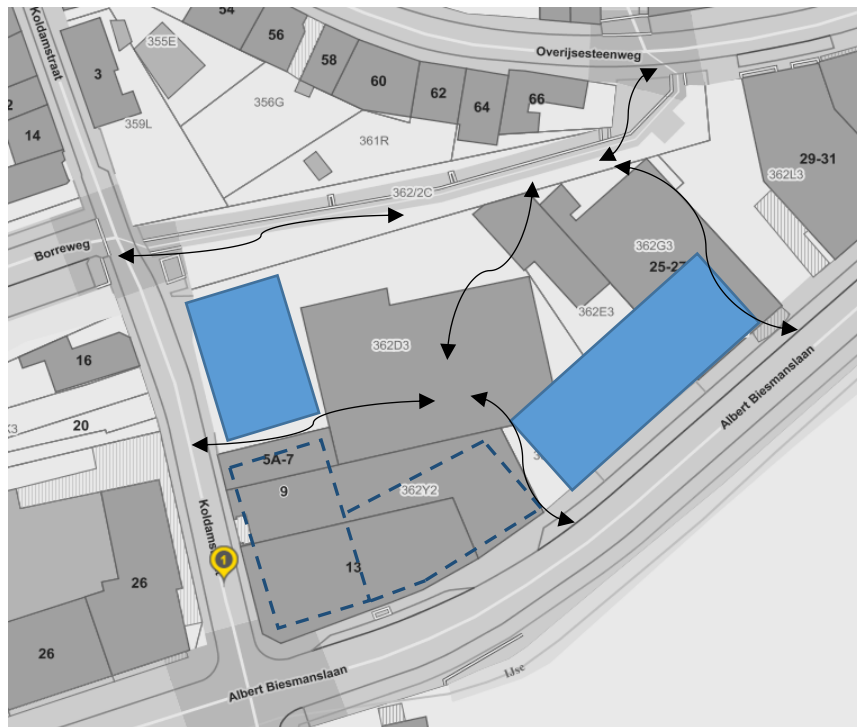 54
56
58
60
62
64
66
Overijsesteenweg
Koldamstraat
355E
3
356G
359L
361R
14
29-31
362L3
362/2C
Borreweg
362G3
25-27
362E3
362D3
16
20
5A-7
9
362Y2
Albert Biesmanslaan
13
1
26
26
Albert Biesmanslaan
IJse